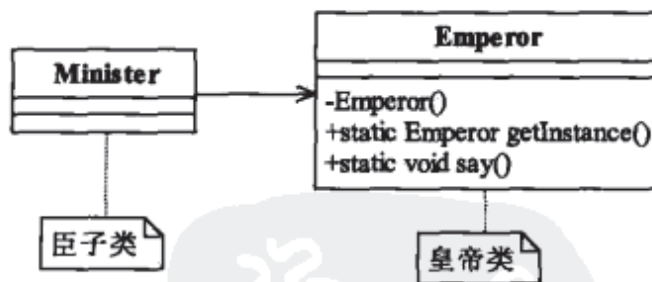 Minister
Emperor
-Emperor()
+static Emperor getInstance()
+static void say()
臣子类
皇帝类